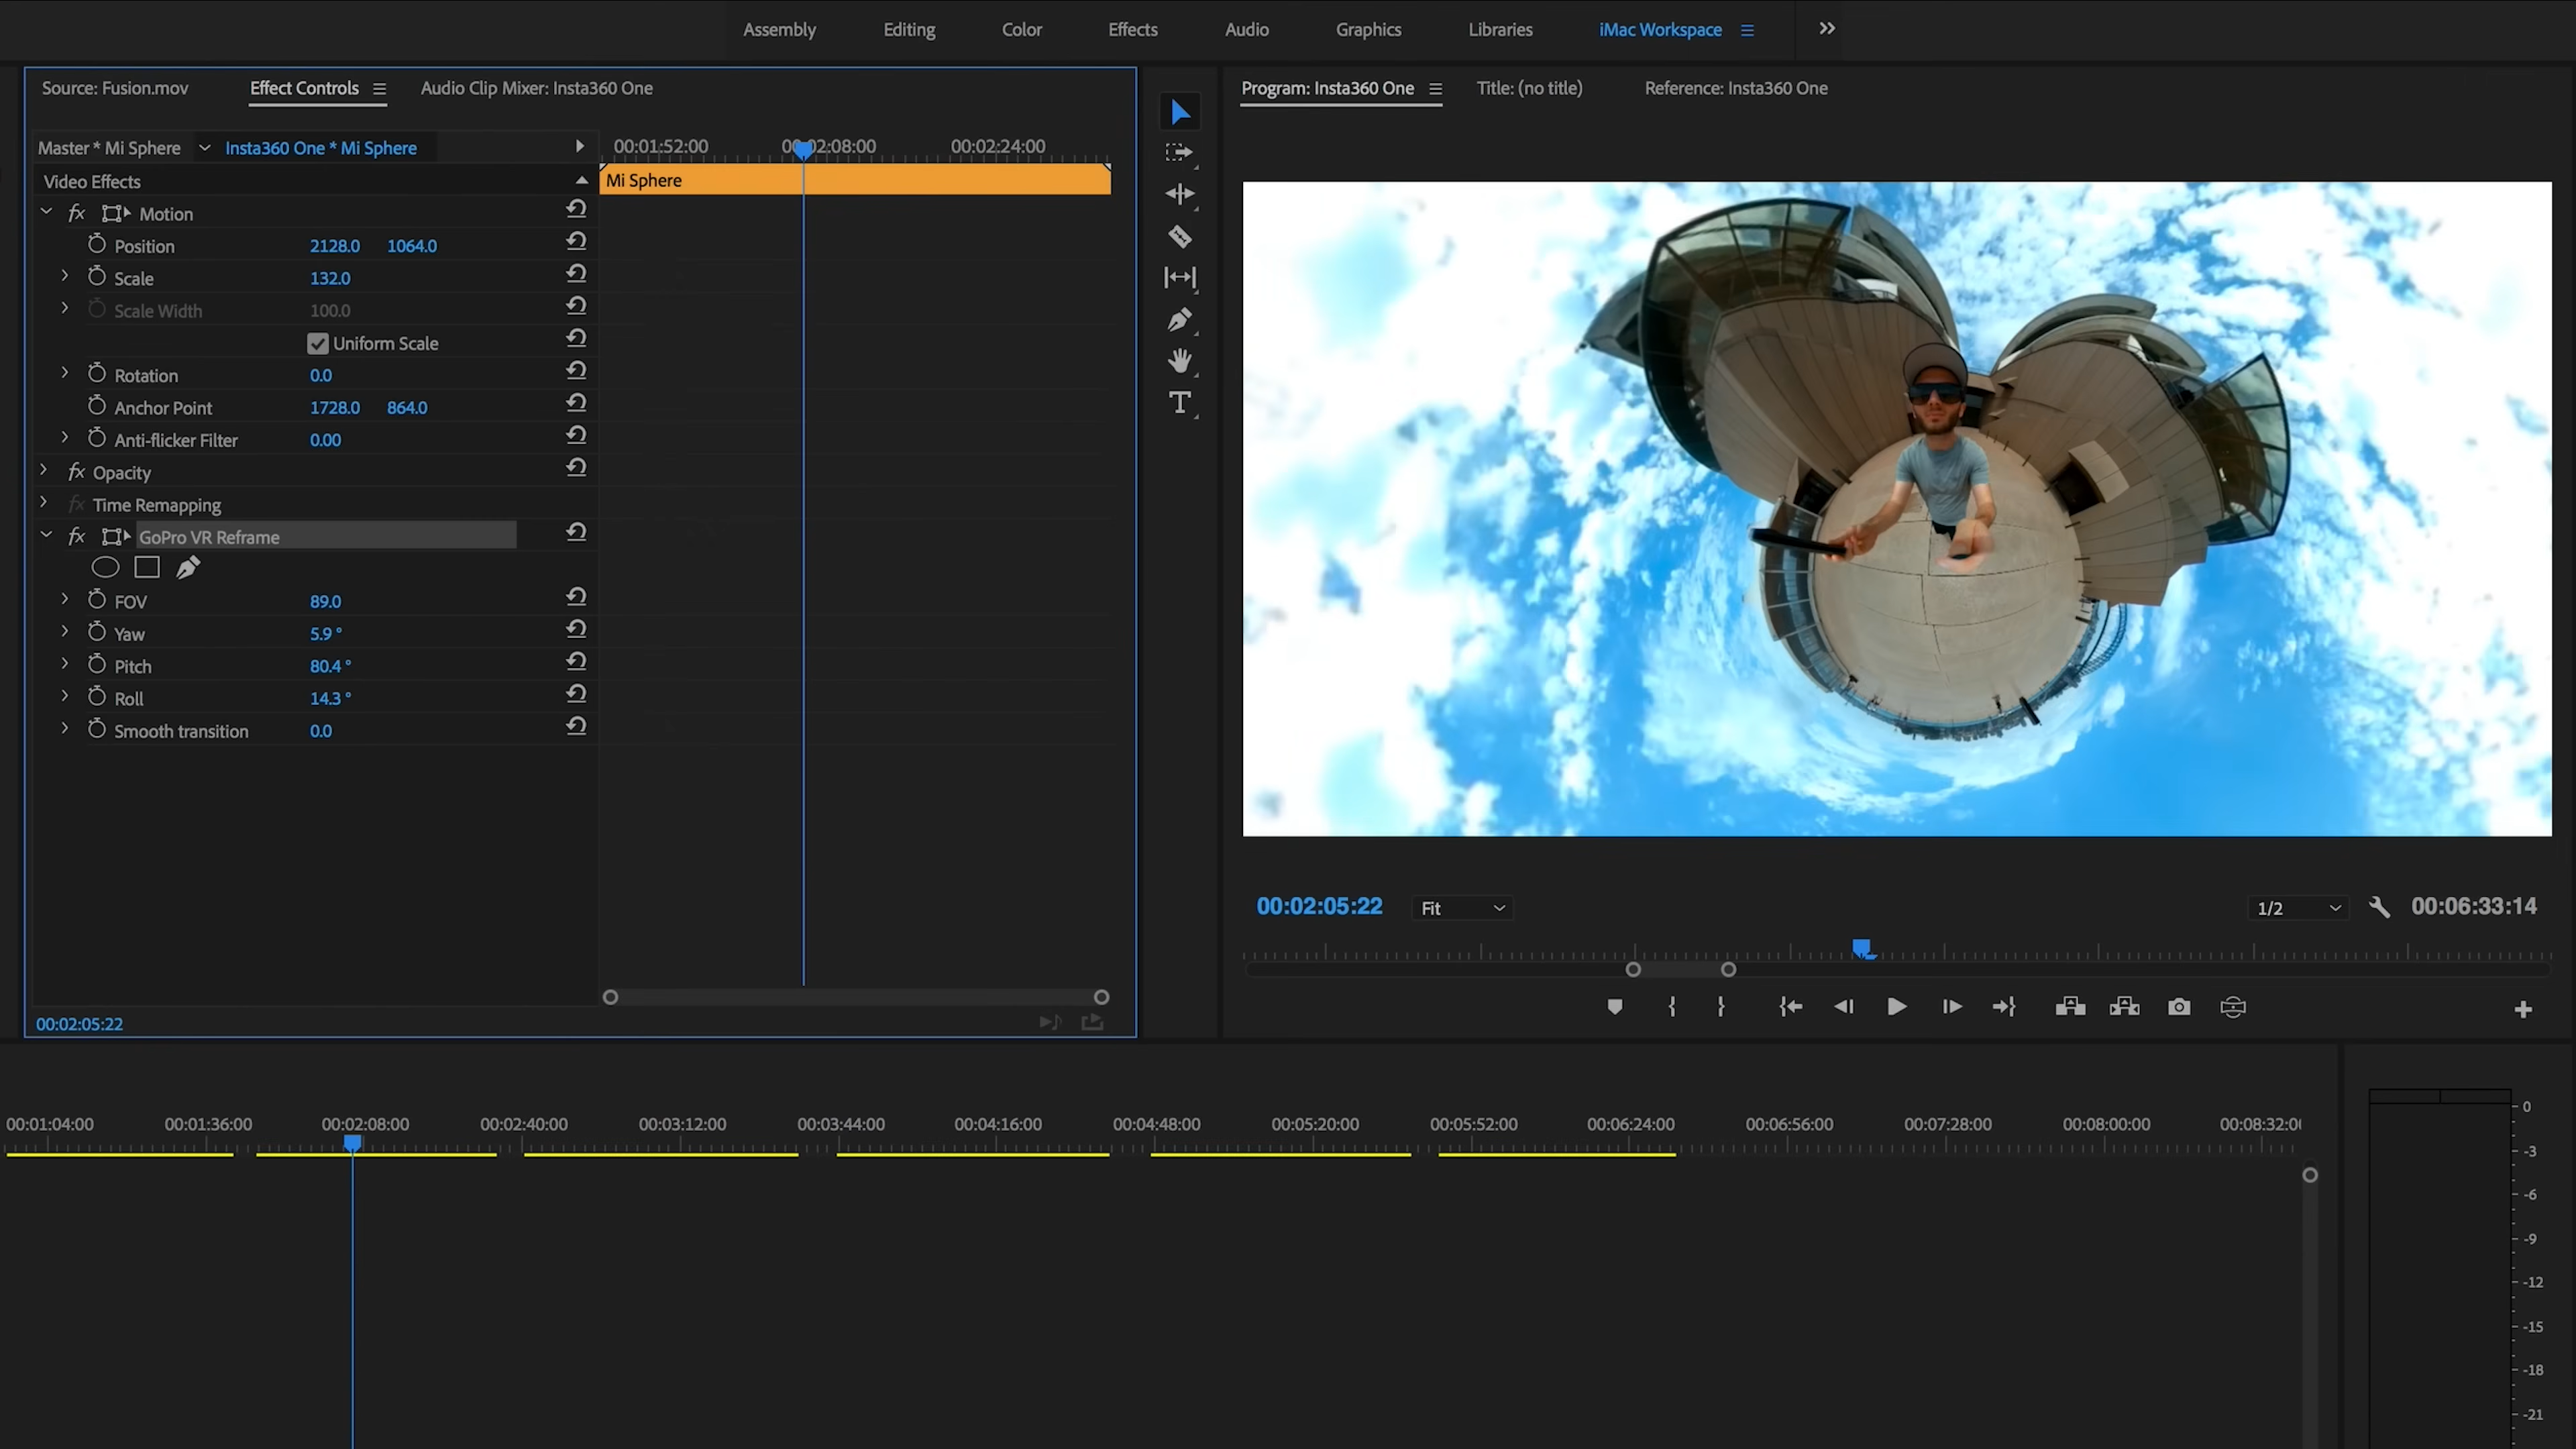 Assembly Editing Color Effects Audio Graphics Libraries iMac Workspace
Source: Fusion.mov Effect Controls Audio Clip Mixer: Insta360 One
Program: Insta360 One Title: (no title) Reference: Insta360 One
Master * Mi Sphere Insta360 One * Mi Sphere
00:01:52:00 00:02:08:00 00:02:24:00
Video Effects
Mi Sphere
fx Motion
Position 2128.0 1064.0
Scale 132.0
Scale Width 100.0
Uniform Scale
Rotation 0.0
Anchor Point 1728.0 864.0
Anti-flicker Filter 0.00
fx Opacity
fx Time Remapping
fx GoPro VR Reframe
FOV 89.0
Yaw 5.9 °
Pitch 80.4 °
Roll 14.3 °
Smooth transition 0.0
T
00:02:05:22
00:02:05:22 Fit 1/2 00:06:33:14
00:01:04:00 00:01:36:00 00:02:08:00 00:02:40:00 00:03:12:00 00:03:44:00 00:04:16:00 00:04:48:00 00:05:20:00 00:05:52:00 00:06:24:00 00:06:56:00 00:07:28:00 00:08:00:00 00:08:32:0
0
-3
-6
-9
-12
-15
-18
-21